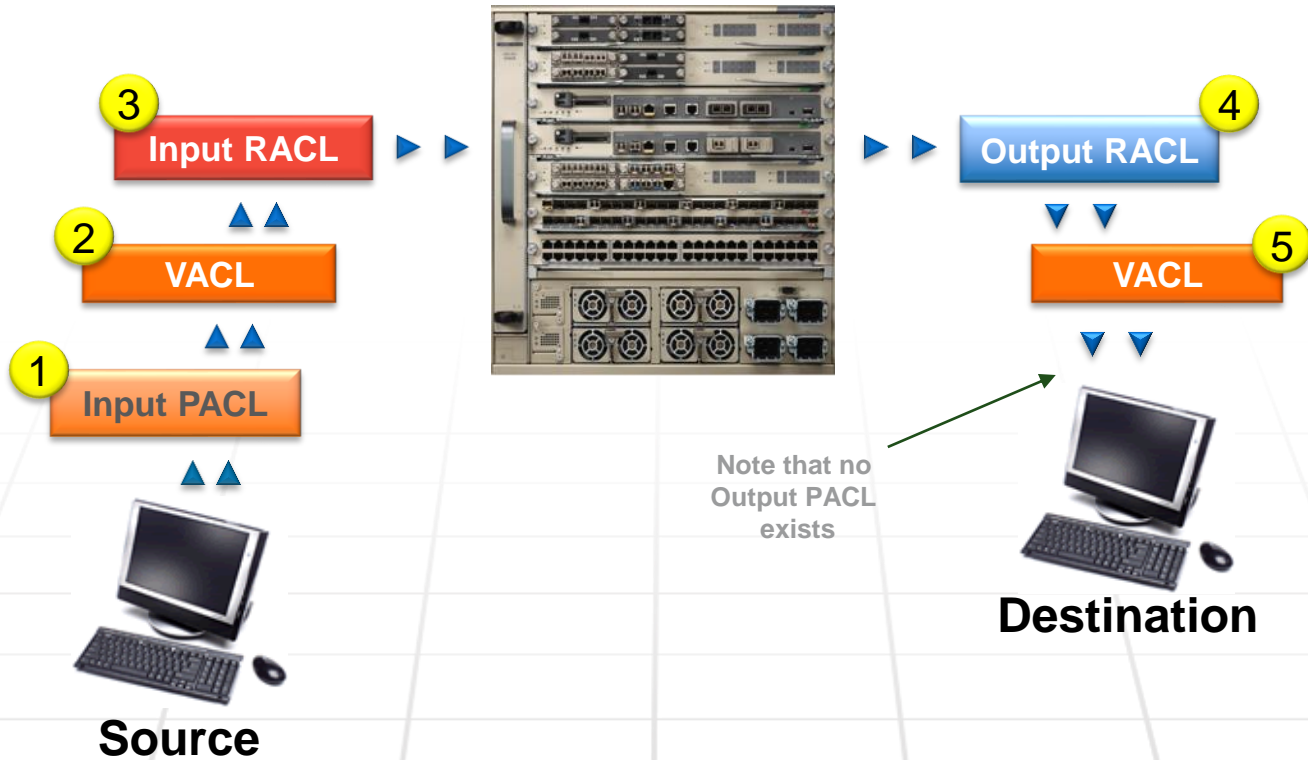 3
Input RACL
2
VACL
1
Input PACL
Source
4
Output RACL
5
VACL
Note that no
Output PACL
exists
Destination